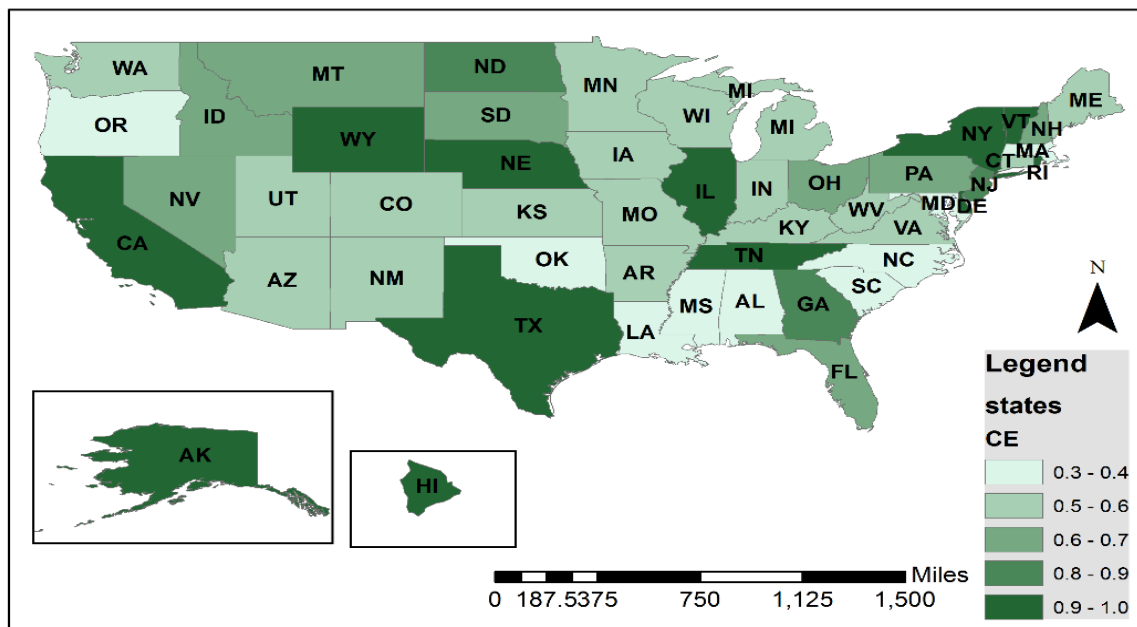 WA
MT
ND
MN
MI
ME
OR
ID
SD
WI
MI
NY
VT
NH
WY
MA
IA
CT
RI
NE
PA
NJ
NV
UT
CO
IL
IN
OH
MD
DE
WV
KS
MO
KY
VA
CA
TN
NC
AZ
NM
OK
AR
SC
MS
AL
GA
TX
LA
FL
N
AK
HI
Legend
states
CE
0.3 - 0.4
0.5 - 0.6
0.6 - 0.7
0.8 - 0.9
0.9 - 1.0
Miles
0 187.5375 750 1,125 1,500